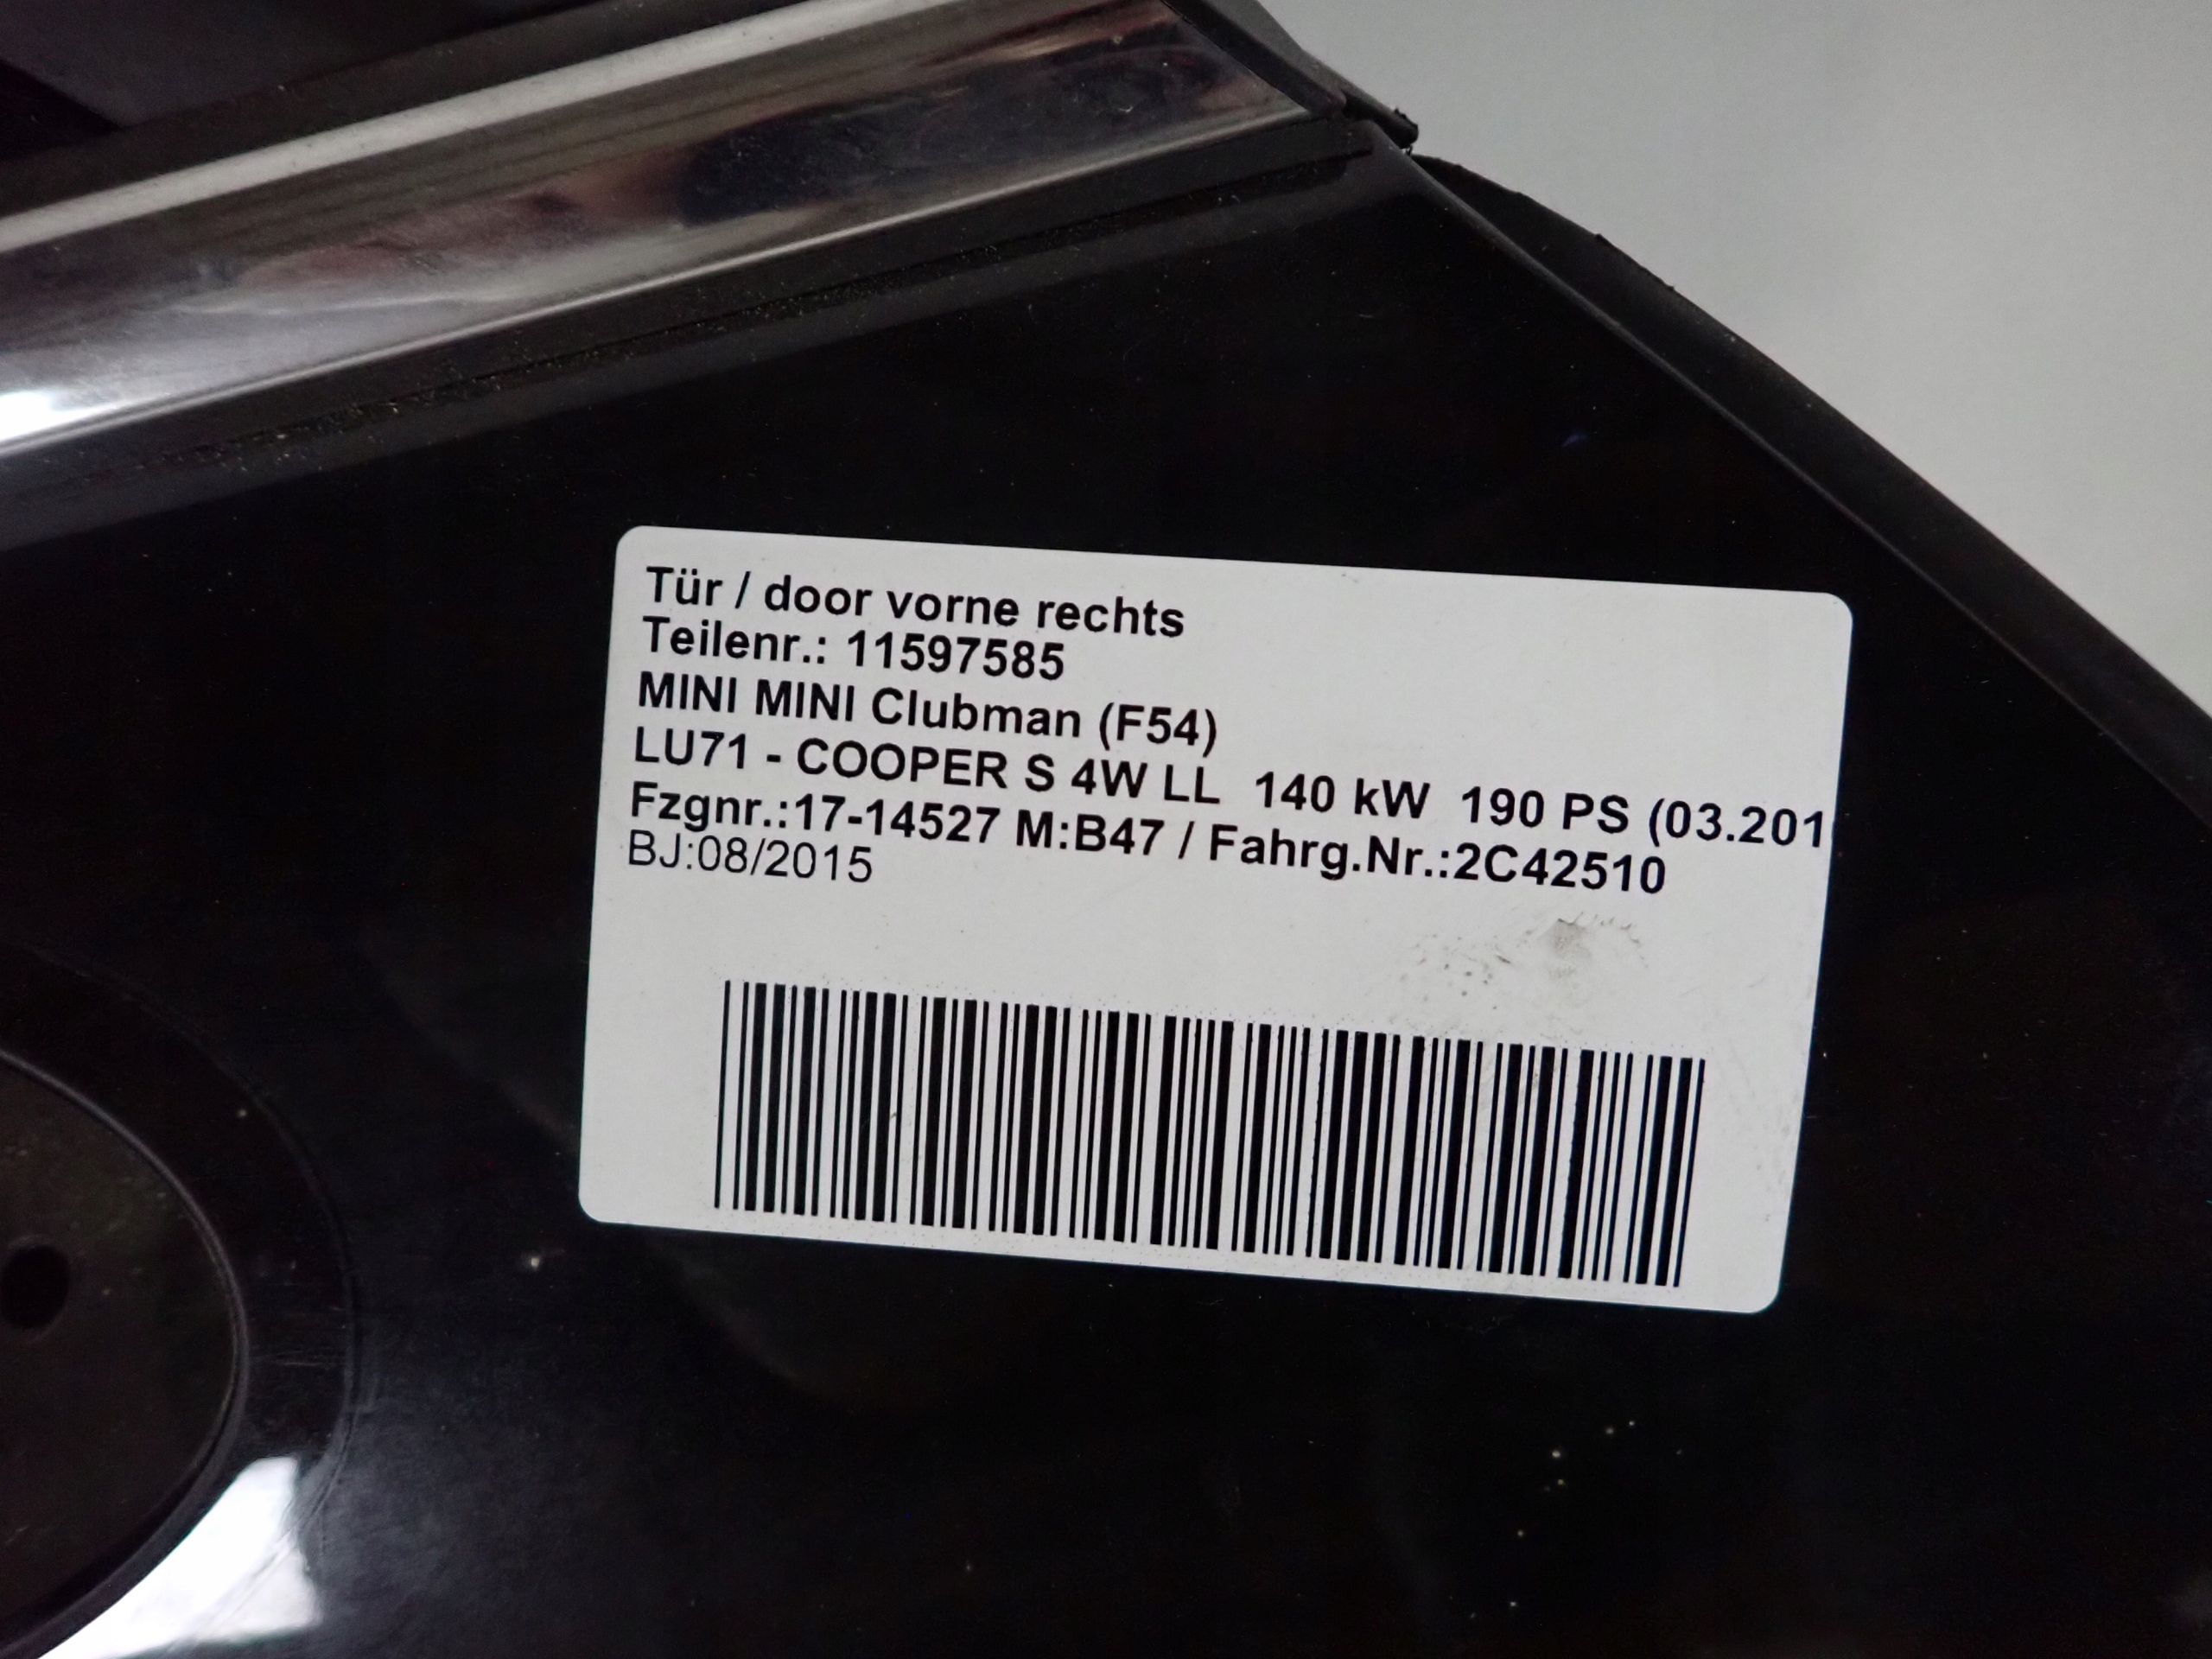 Tür / door vorne rechts
Teilenr.: 11597585
MINI MINI Clubman (F54)
LU71 - COOPER S 4W LL  140 kW  190 PS (03.201
Fzgnr.:17-14527 M:B47 / Fahrg.Nr.:2C42510
BJ:08/2015